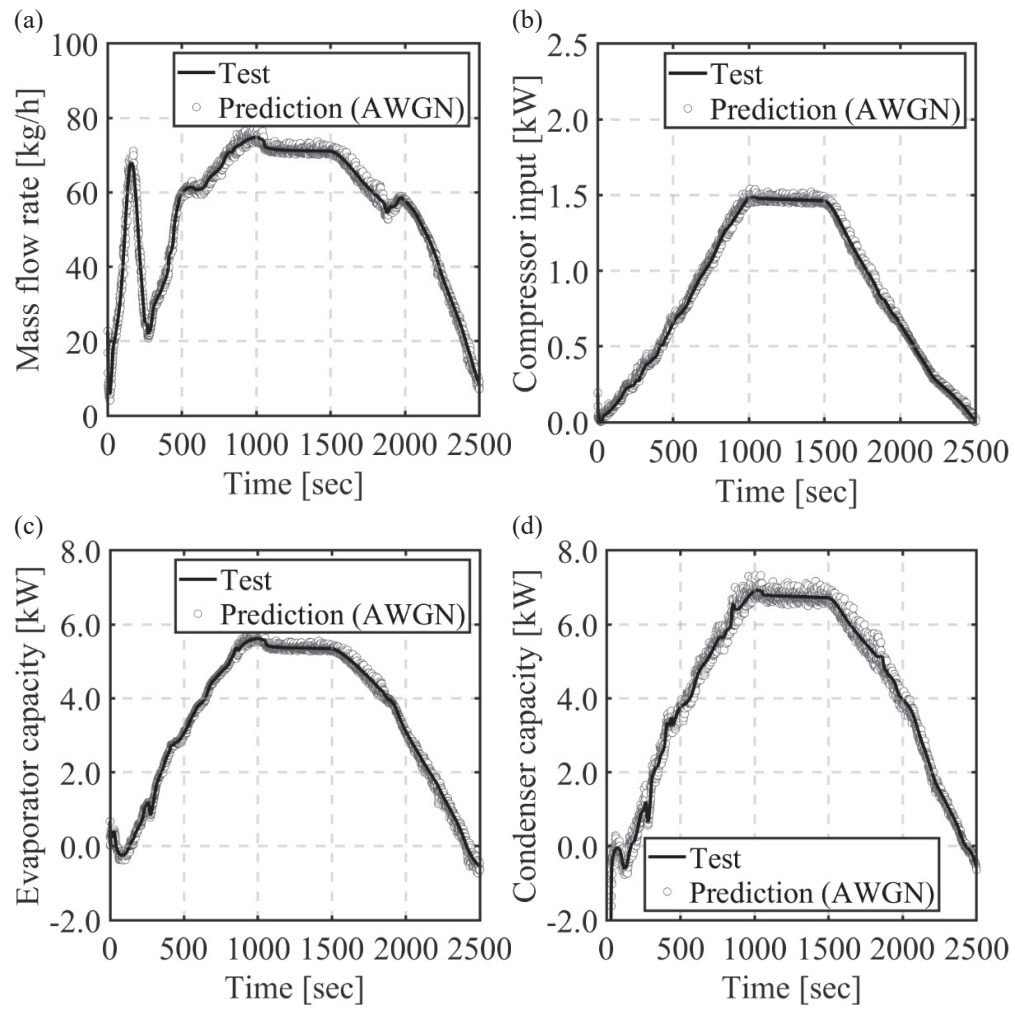 (a)
100
80
60
40
20
0
Mass flow rate [kg/h]
Test
Prediction (AWGN)
0 500 1000 1500 2000 2500
Time [sec]
(b)
2.5
2.0
1.5
1.0
0.5
0.0
Compressor input [kW]
Test
Prediction (AWGN)
0 500 1000 1500 2000 2500
Time [sec]
(c)
8.0
6.0
4.0
2.0
0.0
-2.0
Evaporator capacity [kW]
Test
Prediction (AWGN)
0 500 1000 1500 2000 2500
Time [sec]
(d)
8.0
6.0
4.0
2.0
0.0
-2.0
Condenser capacity [kW]
Test
Prediction (AWGN)
0 500 1000 1500 2000 2500
Time [sec]